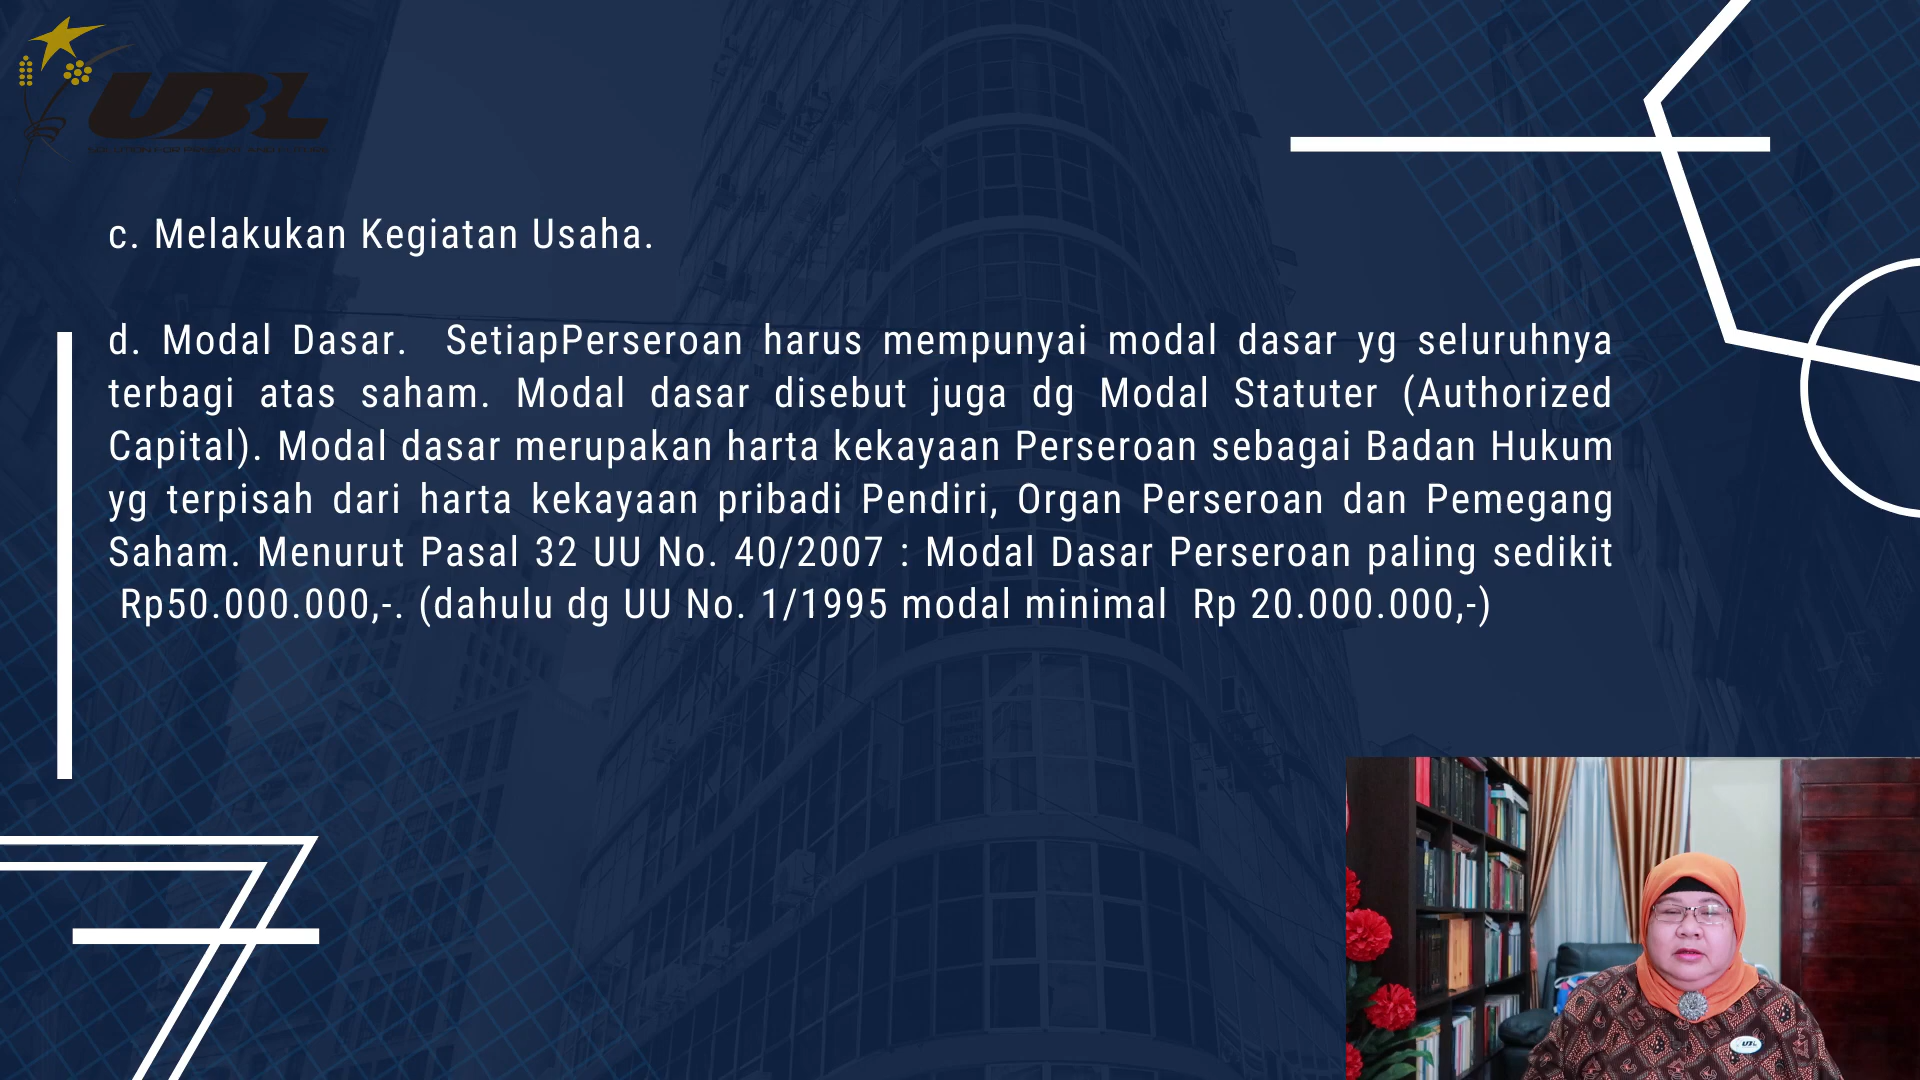 UBL
c. Melakukan Kegiatan Usaha.
d. Modal Dasar. SetiapPerseroan harus mempunyai modal dasar yg seluruhnya
terbagi atas saham. Modal dasar disebut juga dg Modal Statuter (Authorized
Capital). Modal dasar merupakan harta kekayaan Perseroan sebagai Badan Hukum
yg terpisah dari harta kekayaan pribadi Pendiri, Organ Perseroan dan Pemegang
Saham. Menurut Pasal 32 UU No. 40/2007 : Modal Dasar Perseroan paling sedikit
Rp50.000.000,-. (dahulu dg UU No. 1/1995 modal minimal Rp 20.000.000,-)
UBL